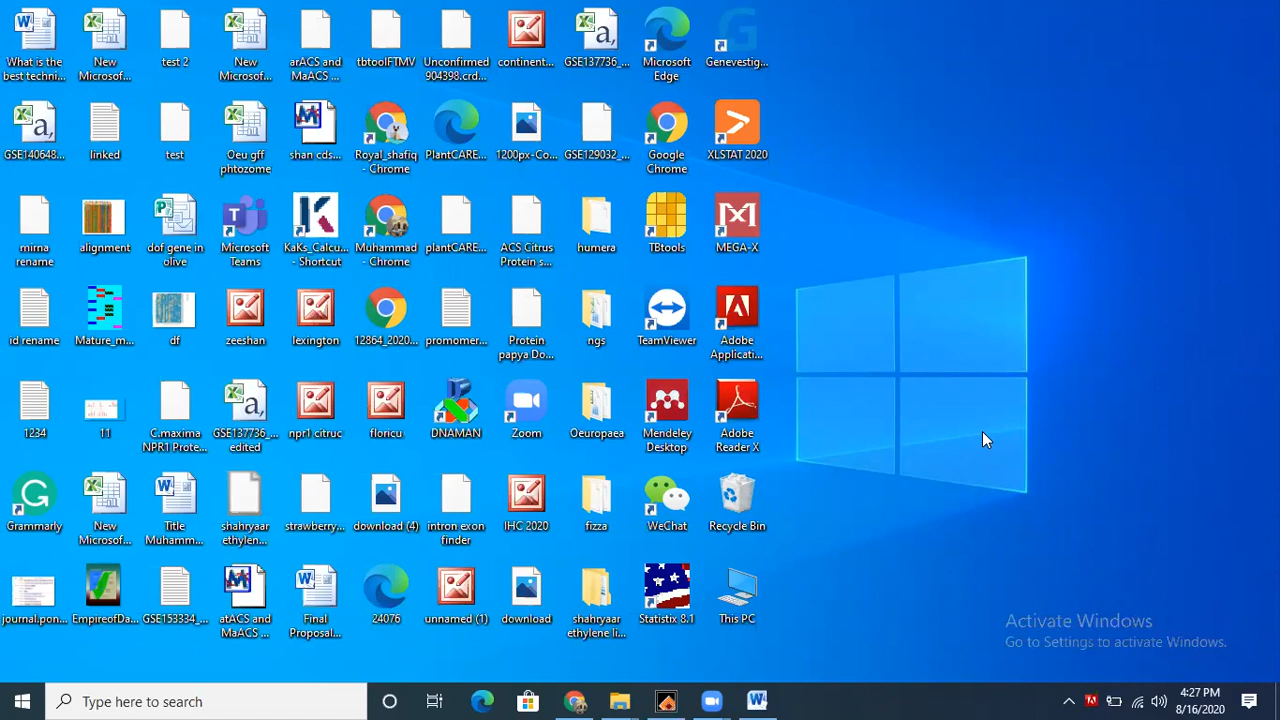 What is the
best techni...
New
Microsof...
test 2
New
Microsof...
arACS and
MaACS ...
tbtoolFTMV
Unconfirmed
904398.crd...
continent...
GSE137736_...
Microsoft
Edge
Genevestig...
GSE140648...
linked
test
Oeu gff
phtozome
shan cds...
Royal_shafiq
- Chrome
PlantCARE...
1200px-Co...
GSE129032_...
Google
Chrome
XLSTAT 2020
mirna
rename
alignment
dof gene in
olive
Microsoft
Teams
KaKs_Calcu...
- Shortcut
Muhammad
- Chrome
plantCARE...
ACS Citrus
Protein s...
humera
TBtools
MEGA-X
id rename
Mature_m...
df
zeeshan
lexington
12864_2020...
promomer...
Protein
papya Do...
ngs
TeamViewer
Adobe
Applicati...
1234
11
C.maxima
NPR1 Prote...
GSE137736_...
edited
npr1 citruc
floricu
DNAMAN
Zoom
Oeuropaea
Mendeley
Desktop
Adobe
Reader X
Grammarly
New
Microsof...
Title
Muhamm...
shahryaar
ethylen...
strawberry...
download (4)
intron exon
finder
IHC 2020
fizza
WeChat
Recycle Bin
journal.pon...
EmpireofDa...
GSE153334_...
atACS and
MaACS ...
Final
Proposal...
24076
unnamed (1)
download
shahryaar
ethylene li...
Statistix 8.1
This PC
Activate Windows
Go to Settings to activate Windows.
Type here to search
4:27 PM
8/16/2020